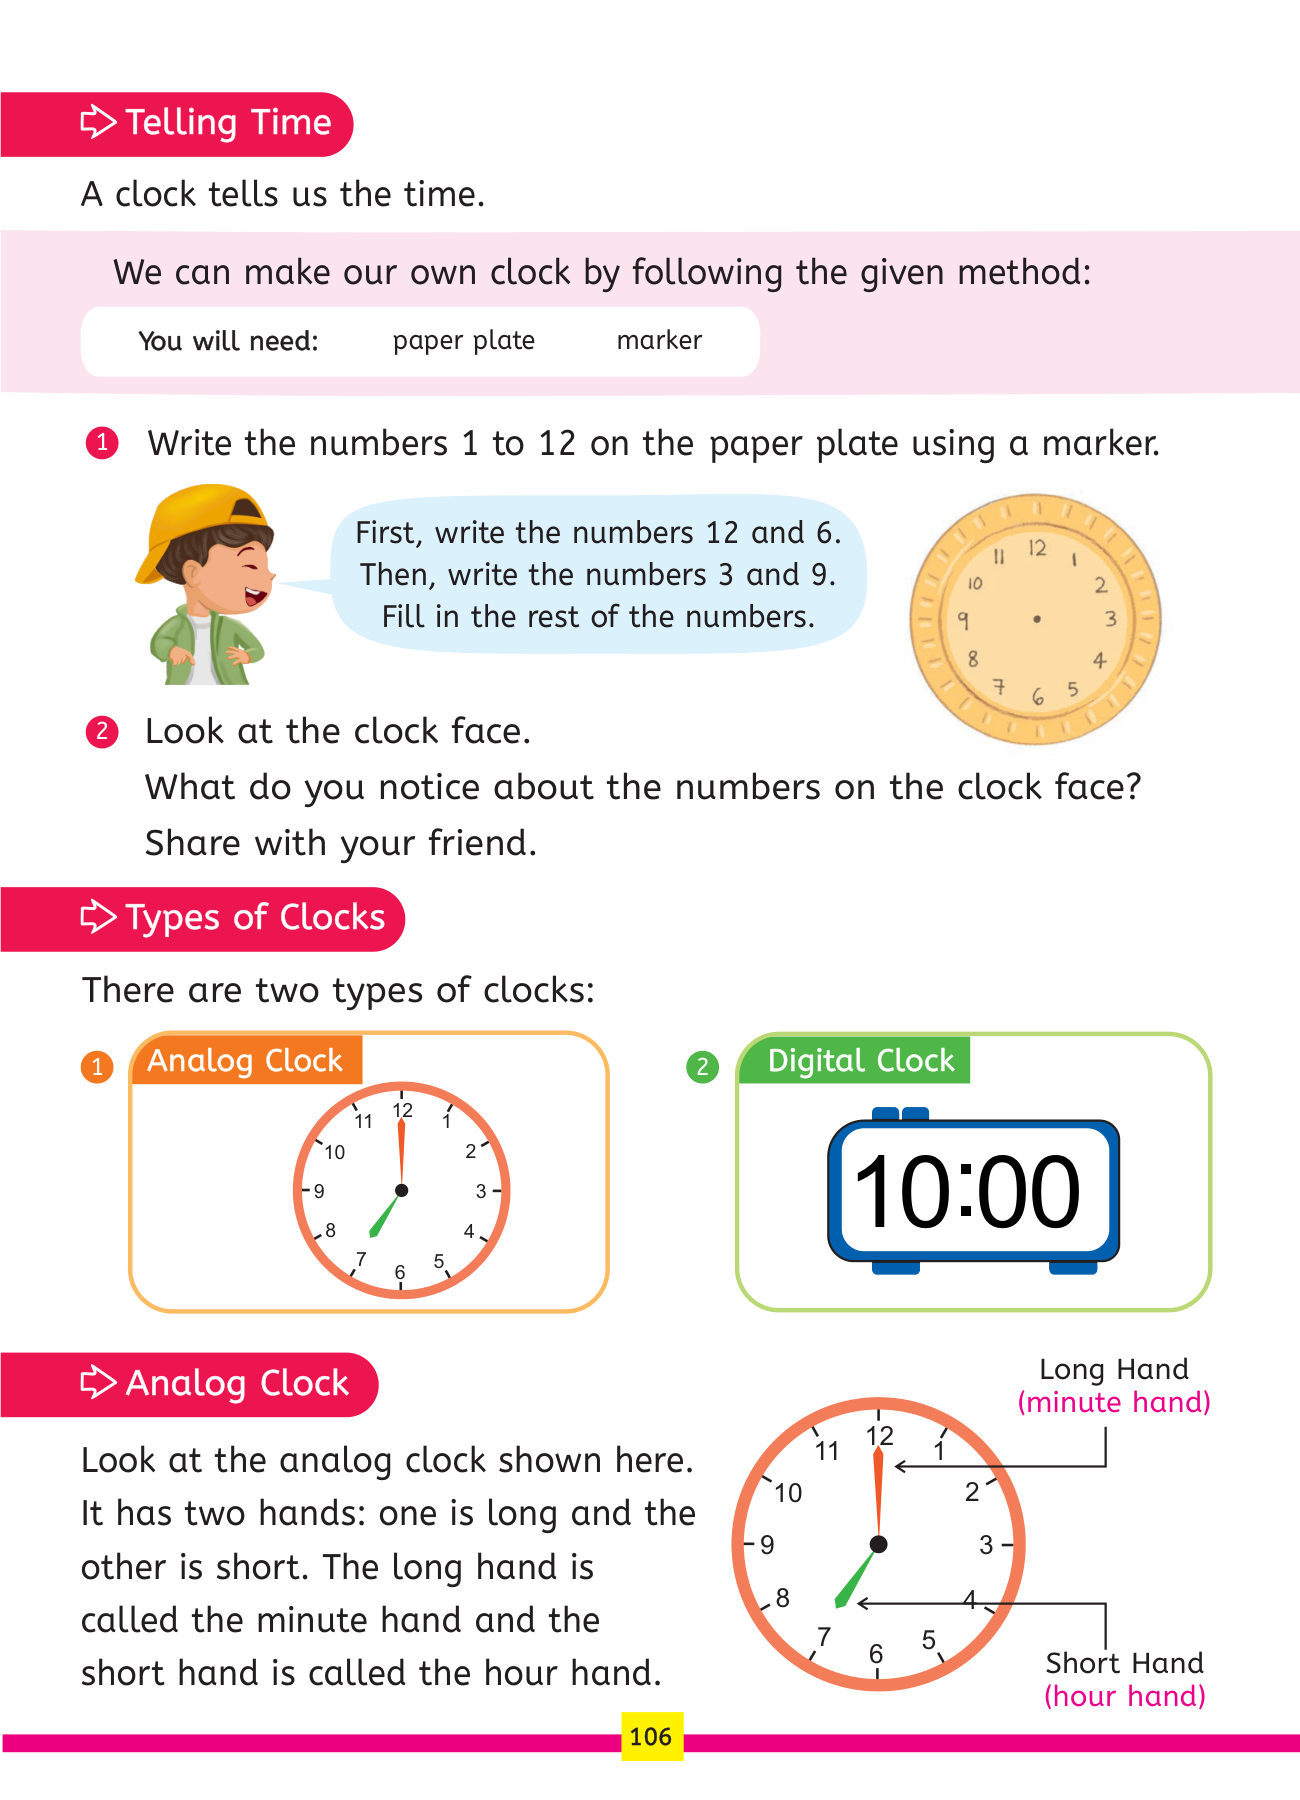 Telling Time
A clock tells us the time.
We can make our own clock by following the given method:
You will need: paper plate marker
1 Write the numbers 1 to 12 on the paper plate using a marker.
First, write the numbers 12 and 6.
Then, write the numbers 3 and 9.
Fill in the rest of the numbers.
12 1 2 3 4 5 6 7 8 9 10 11
2 Look at the clock face.
What do you notice about the numbers on the clock face?
Share with your friend.
Types of Clocks
There are two types of clocks:
1 Analog Clock
12 1 2 3 4 5 6 7 8 9 10 11
2 Digital Clock
10:00
Analog Clock
Look at the analog clock shown here.
It has two hands: one is long and the
other is short. The long hand is
called the minute hand and the
short hand is called the hour hand.
Long Hand
(minute hand)
12 1 2 3 4 5 6 7 8 9 10 11
Short Hand
(hour hand)
106